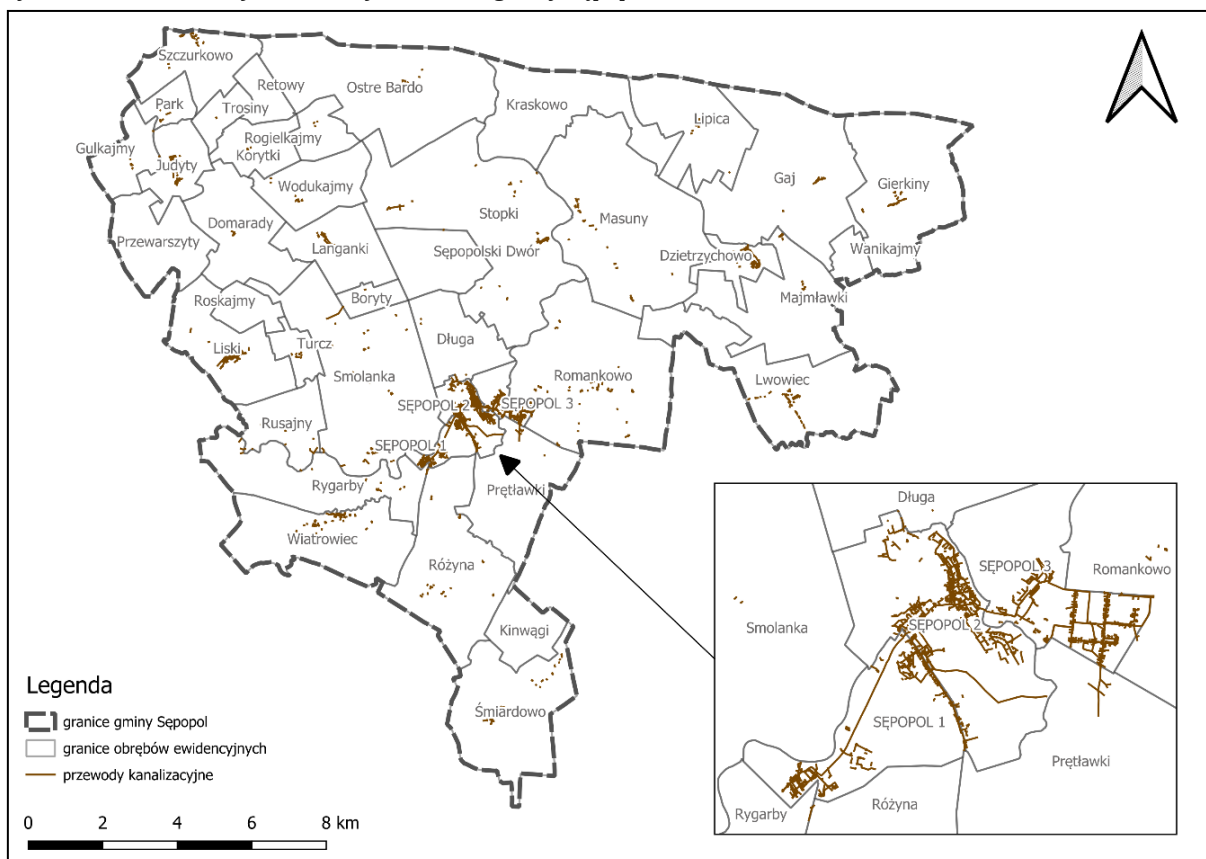 Szczurkowo
Retowy
Ostre Bardo
Park
Trosiny
Kraskowo
Lipica
Rogielkajmy
Gulkajmy
Korytki
Judyty
Wodukajmy
Gaj
Gierkiny
Domarady
Stopki
Masuny
Przewarszyty
Langanki
Sępopolski Dwór
Dzietrzychowo
Wanikajmy
Roskajmy
Boryty
Majmławki
Liski
Turcz
Długa
Smolanka
Romankowo
Lwowiec
SĘPOPOL 2
SĘPOPOL 3
Rusajny
SĘPOPOL 1
Rygarby
Prętławki
Wiatrowiec
Różyna
Kinwągi
Śmiardowo
Długa
SĘPOPOL 3
Romankowo
Smolanka
SĘPOPOL 2
SĘPOPOL 1
Prętławki
Różyna
Rygarby
Legenda
granice gminy Sępopol
granice obrębów ewidencyjnych
przewody kanalizacyjne
0 2 4 6 8 km